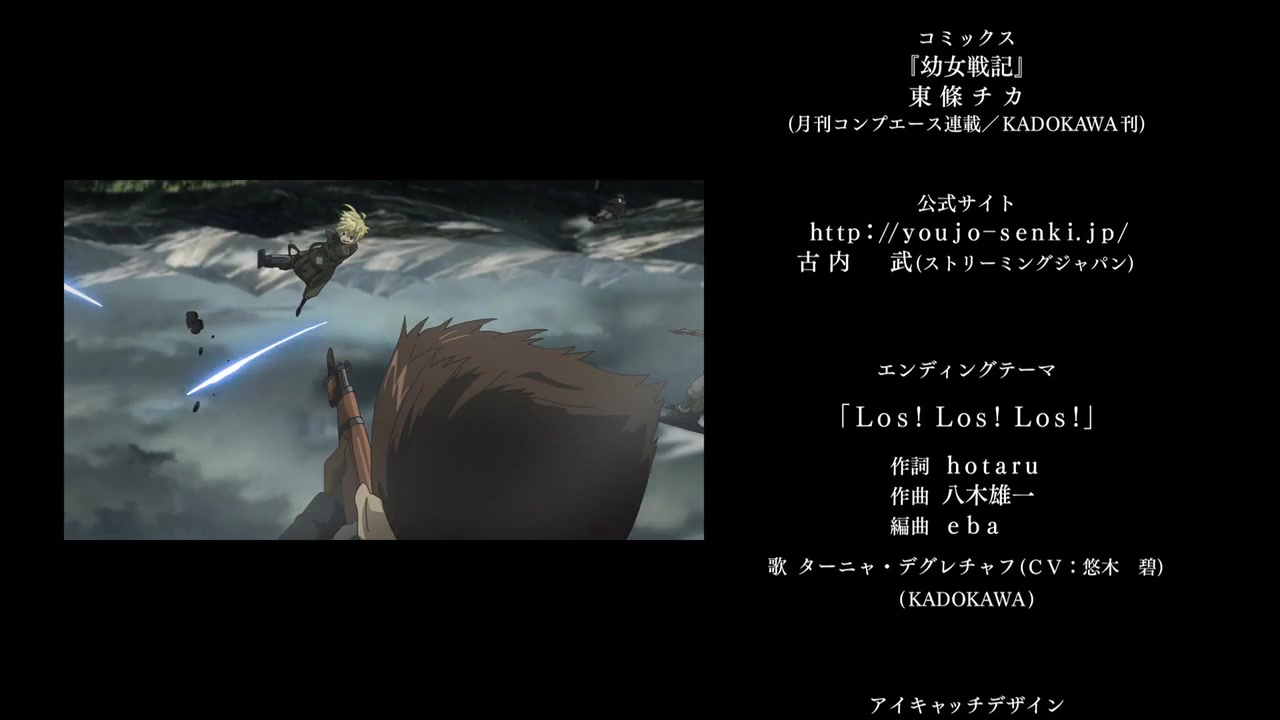 コミックス
『幼女戦記』
東條チカ
(月刊コンプエース連載／KADOKAWA刊)
公式サイト
http://youjo-senki.jp/
古内　武(ストリーミングジャパン)
エンディングテーマ
「Los! Los! Los!」
作詞 hotaru
作曲 八木雄一
編曲 eba
歌 ターニャ・デグレチャフ(CV：悠木　碧)
(KADOKAWA)
アイキャッチデザイン